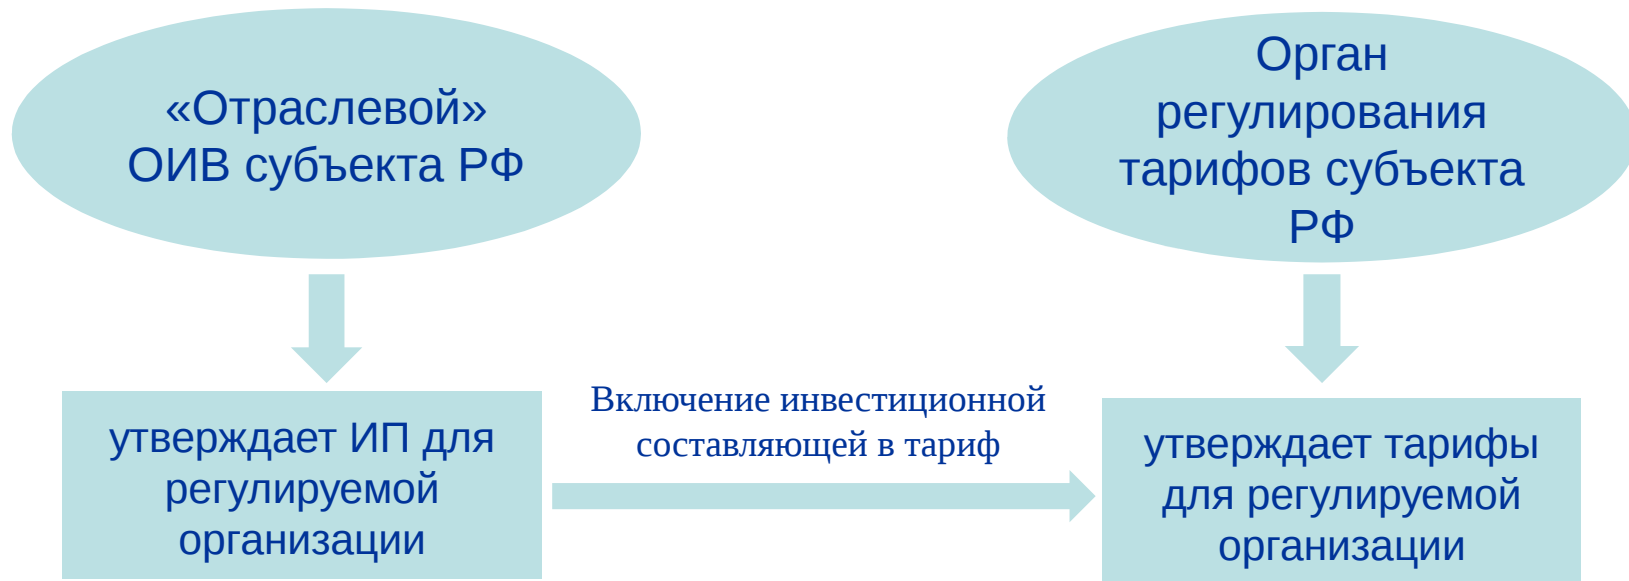 «Отраслевой»
ОИВ субъекта РФ
Орган
регулирования
тарифов субъекта
РФ
Включение инвестиционной
составляющей в тариф
утверждает ИП для
регулируемой
организации
утверждает тарифы
для регулируемой
организации